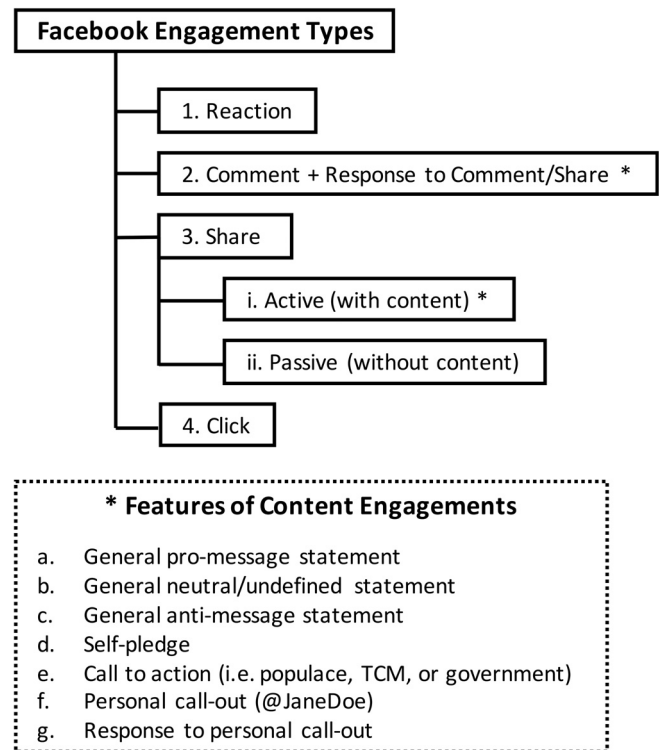 Facebook Engagement Types
1. Reaction
2. Comment + Response to Comment/Share *
3. Share
i. Active (with content) *
ii. Passive (without content)
4. Click
* Features of Content Engagements
a. General pro-message statement
b. General neutral/undefined statement
c. General anti-message statement
d. Self-pledge
e. Call to action (i.e. populace, TCM, or government)
f. Personal call-out (@JaneDoe)
g. Response to personal call-out